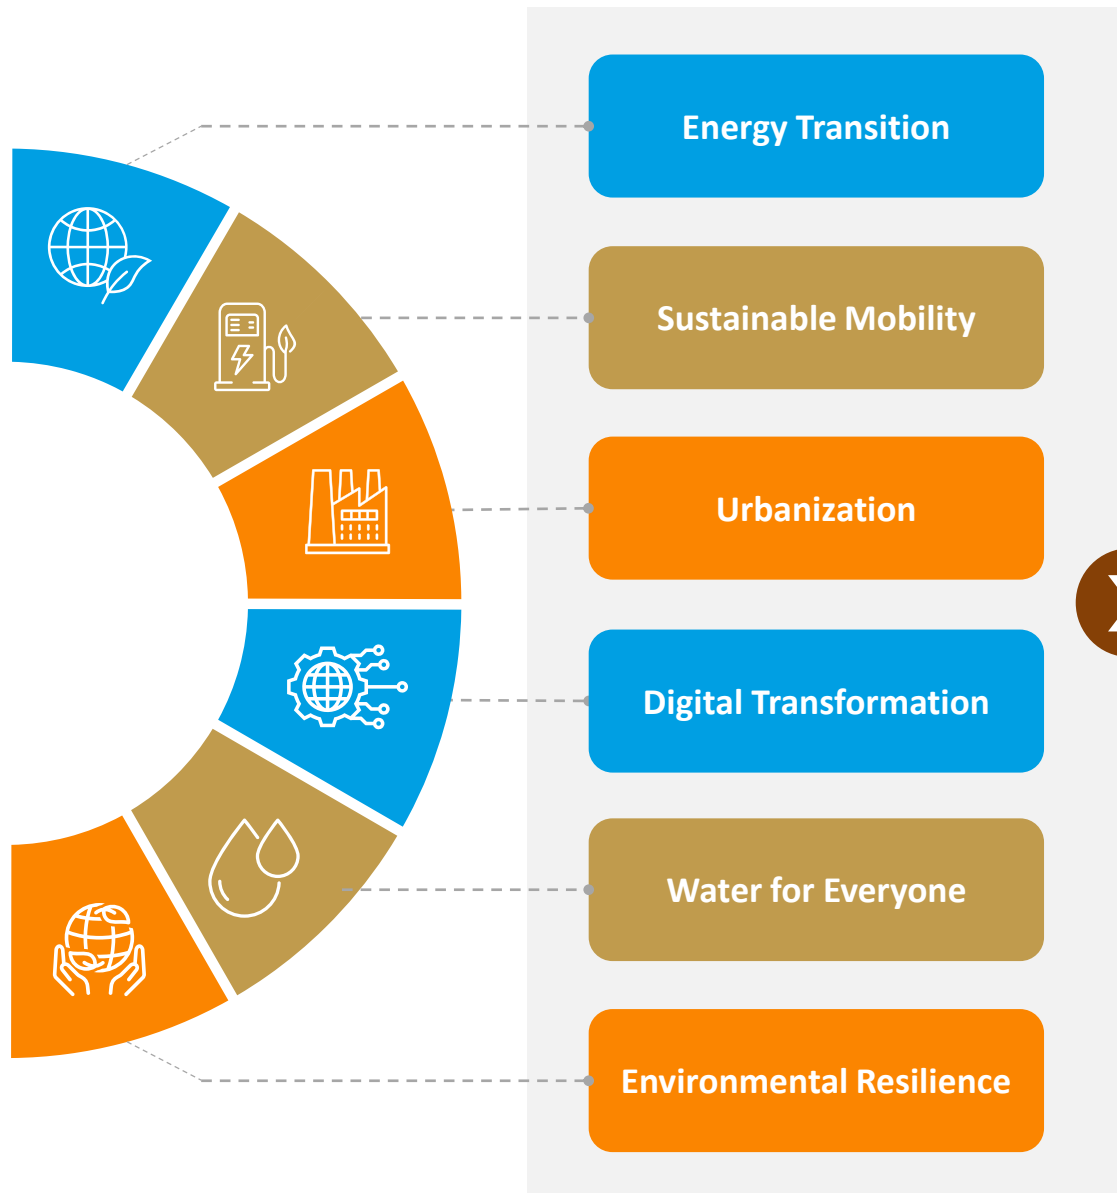 Energy Transition
Sustainable Mobility
Urbanization
Digital Transformation
Water for Everyone
Environmental Resilience